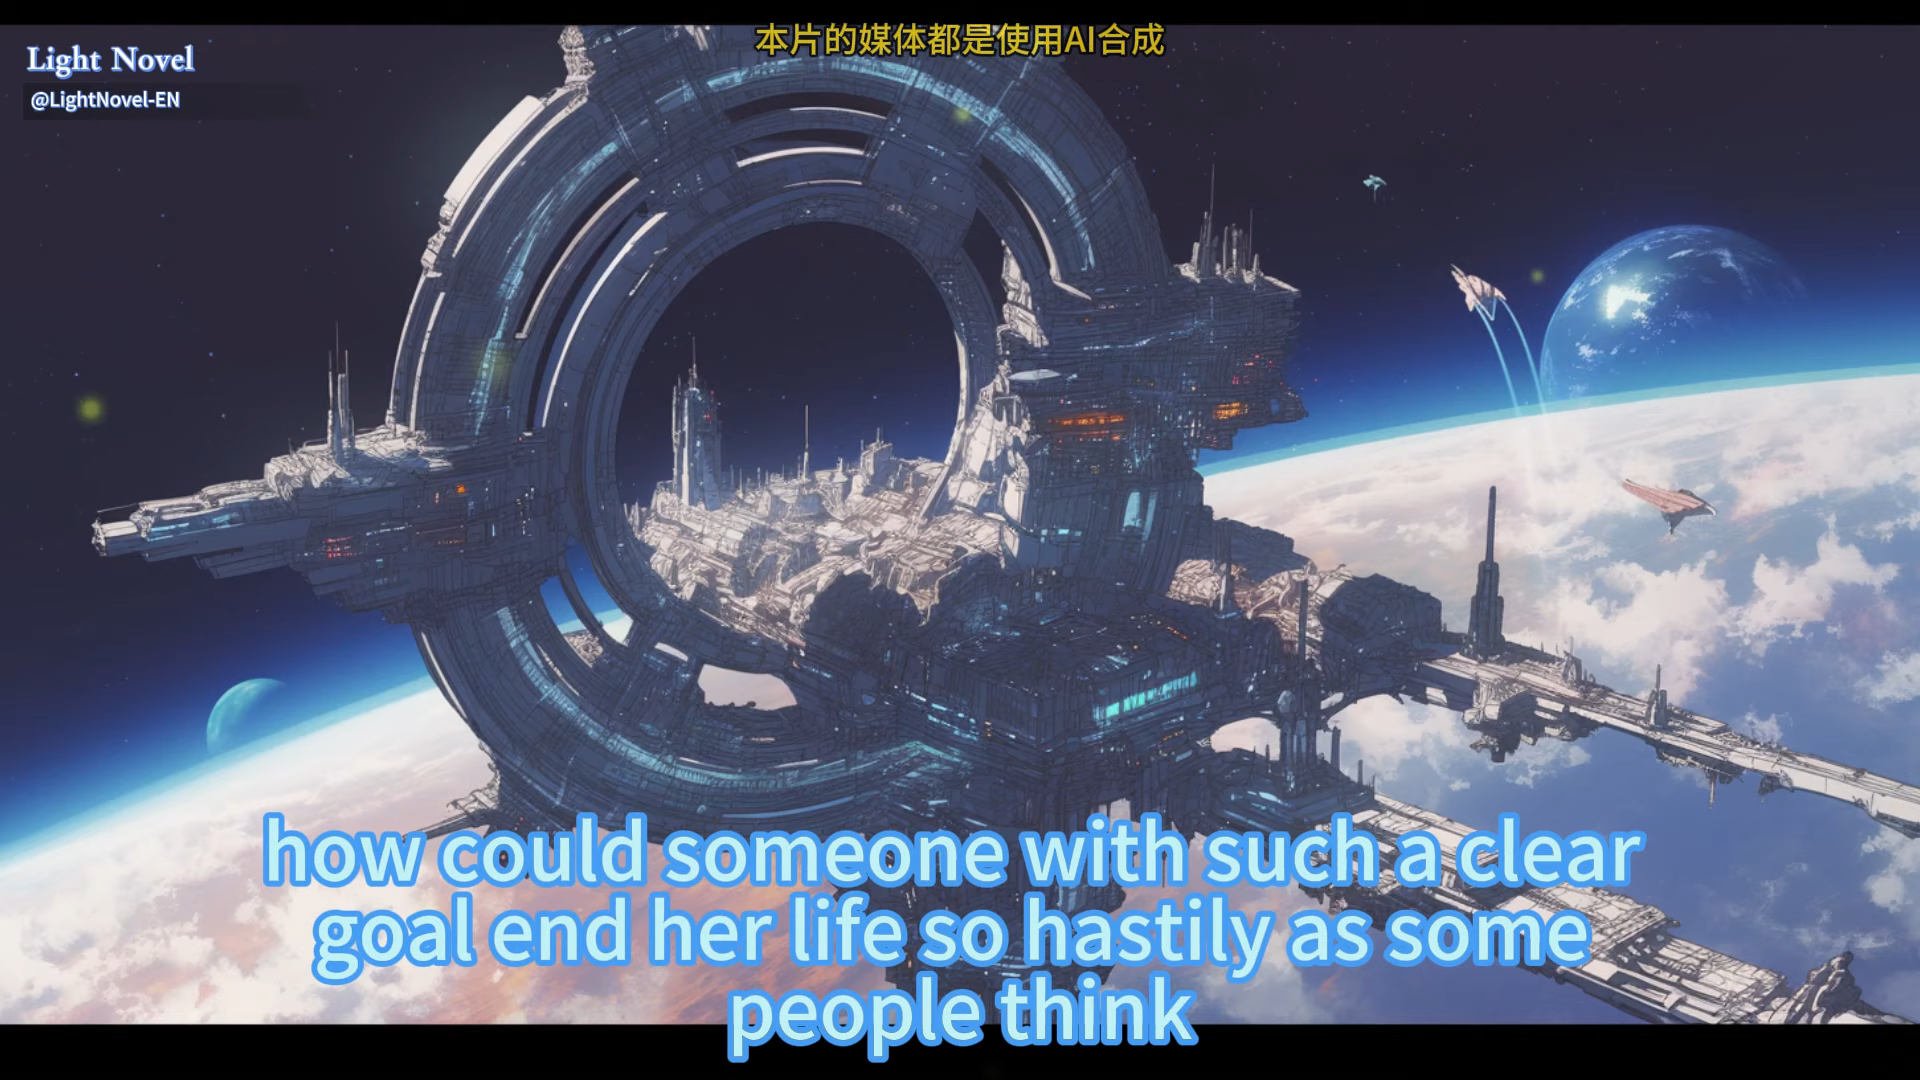 本片的媒体都是使用AI合成
Light Novel
@LightNovel-EN
how could someone with such a clear
goal end her life so hastily as some
people think